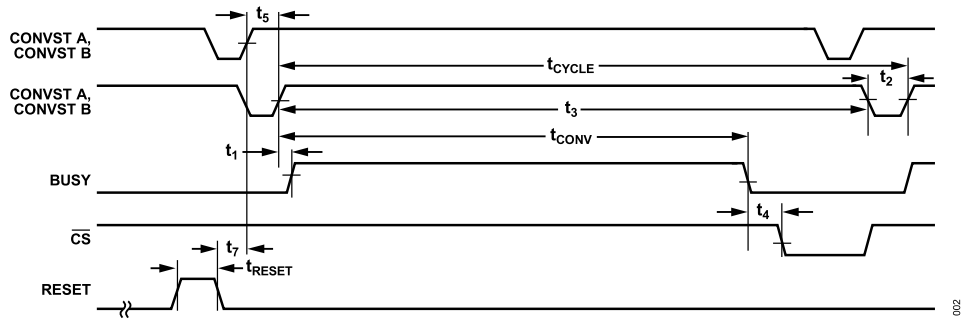 t5
CONVST A,
CONVST B
tCYCLE
t2
CONVST A,
CONVST B
t3
tCONV
t1
BUSY
t4
CS
t7
tRESET
RESET
002